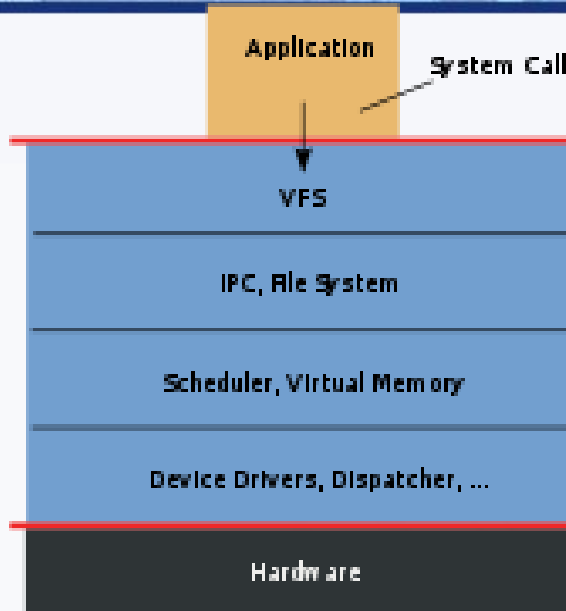 Application
System Call
VFS
IPC, File System
Scheduler, Virtual Memory
Device Drivers, Dispatcher, ...
Hardware